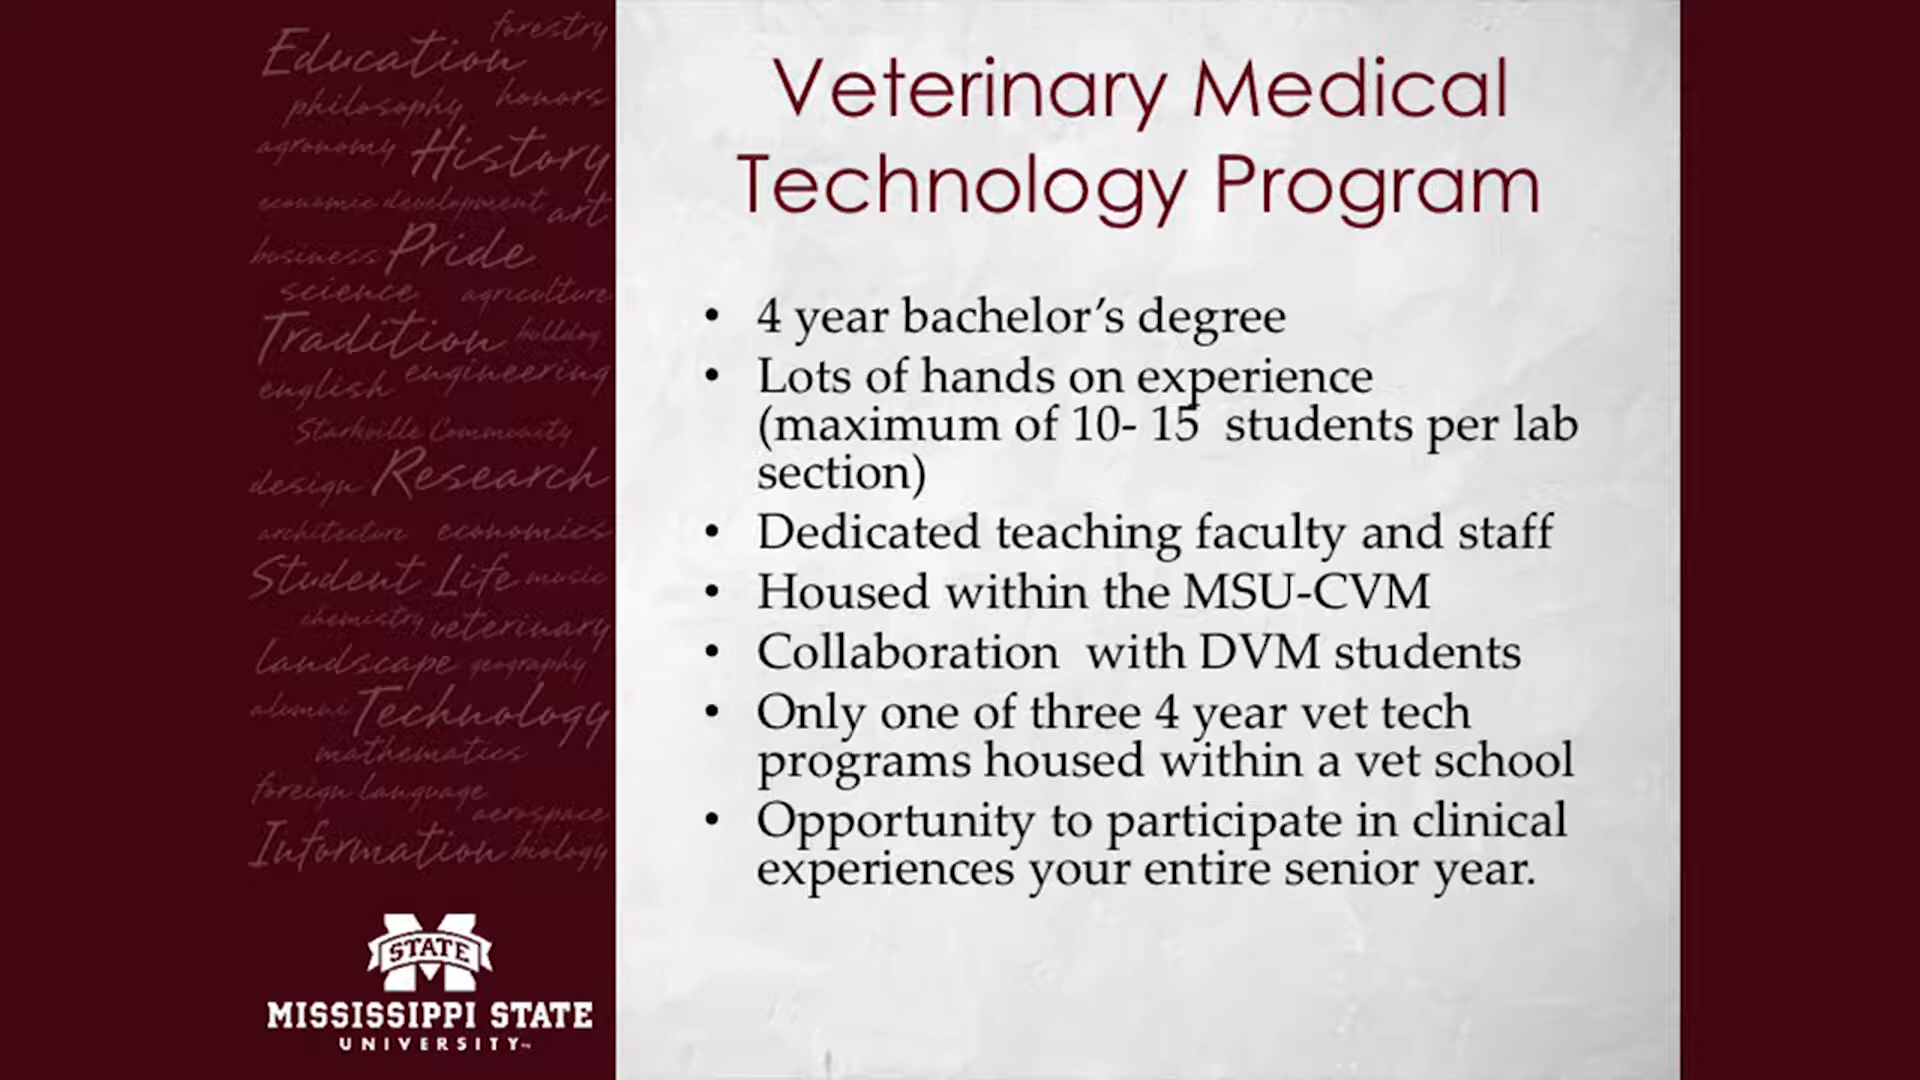 forestry
Education
philosophy honors
agronomy History
economic development art
business Pride
science agriculture
Tradition bulldog
english engineering
Starkville Community
design Research
architecture economics
Student Life music
chemistry veterinary
landscape geography
alumni Technology
mathematics
foreign language
aerospace
Information biology
STATE
MISSISSIPPI STATE
UNIVERSITY™
Veterinary Medical
Technology Program
• 4 year bachelor’s degree
• Lots of hands on experience
(maximum of 10- 15 students per lab
section)
• Dedicated teaching faculty and staff
• Housed within the MSU-CVM
• Collaboration with DVM students
• Only one of three 4 year vet tech
programs housed within a vet school
• Opportunity to participate in clinical
experiences your entire senior year.